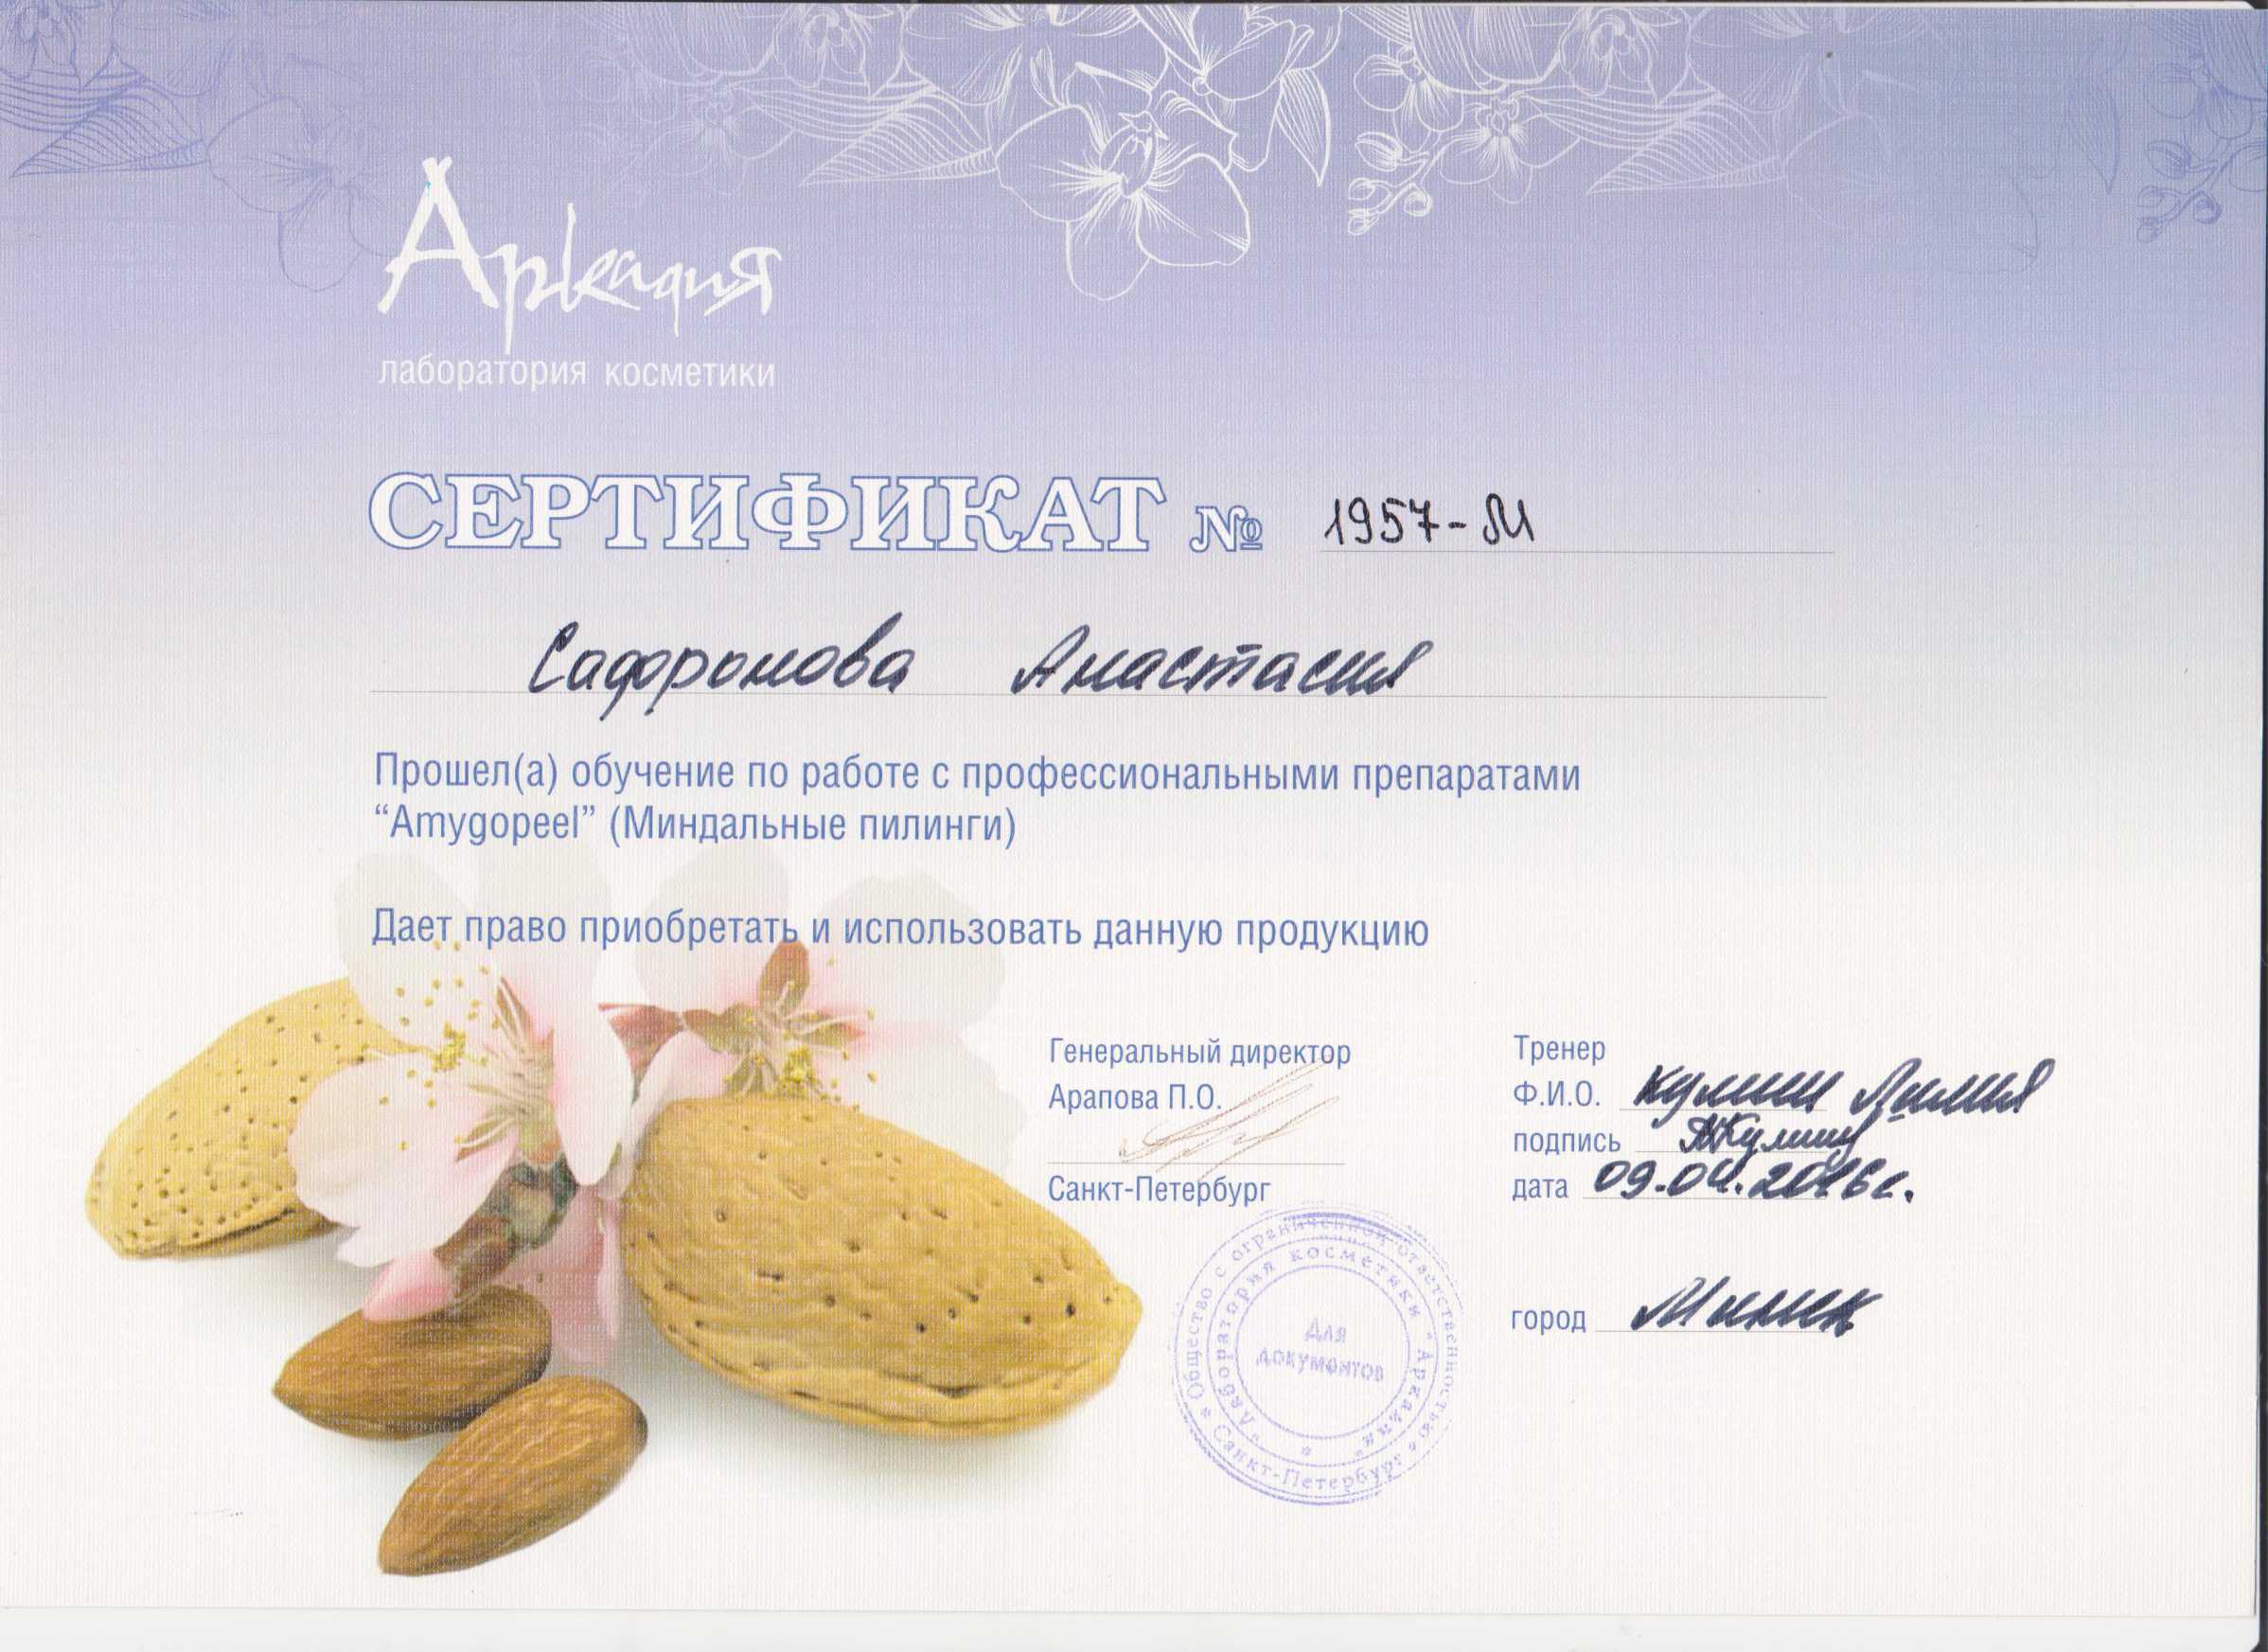 Аркадия
лаборатория косметики
СЕРТИФИКАТ № 1957-М
Сафронова Анастасия
Прошел(а) обучение по работе с профессиональными препаратами
“Amygopeel” (Миндальные пилинги)
Дает право приобретать и использовать данную продукцию
Генеральный директор
Арапова П.О.
Санкт-Петербург
Тренер
Ф.И.О. Кулиш Лилия
подпись
дата 09.04.2016г.
город Минск
Общество с ограниченной ответственностью * Санкт-Петербург *
"Лаборатория косметики "Аркадия"
Для
документов